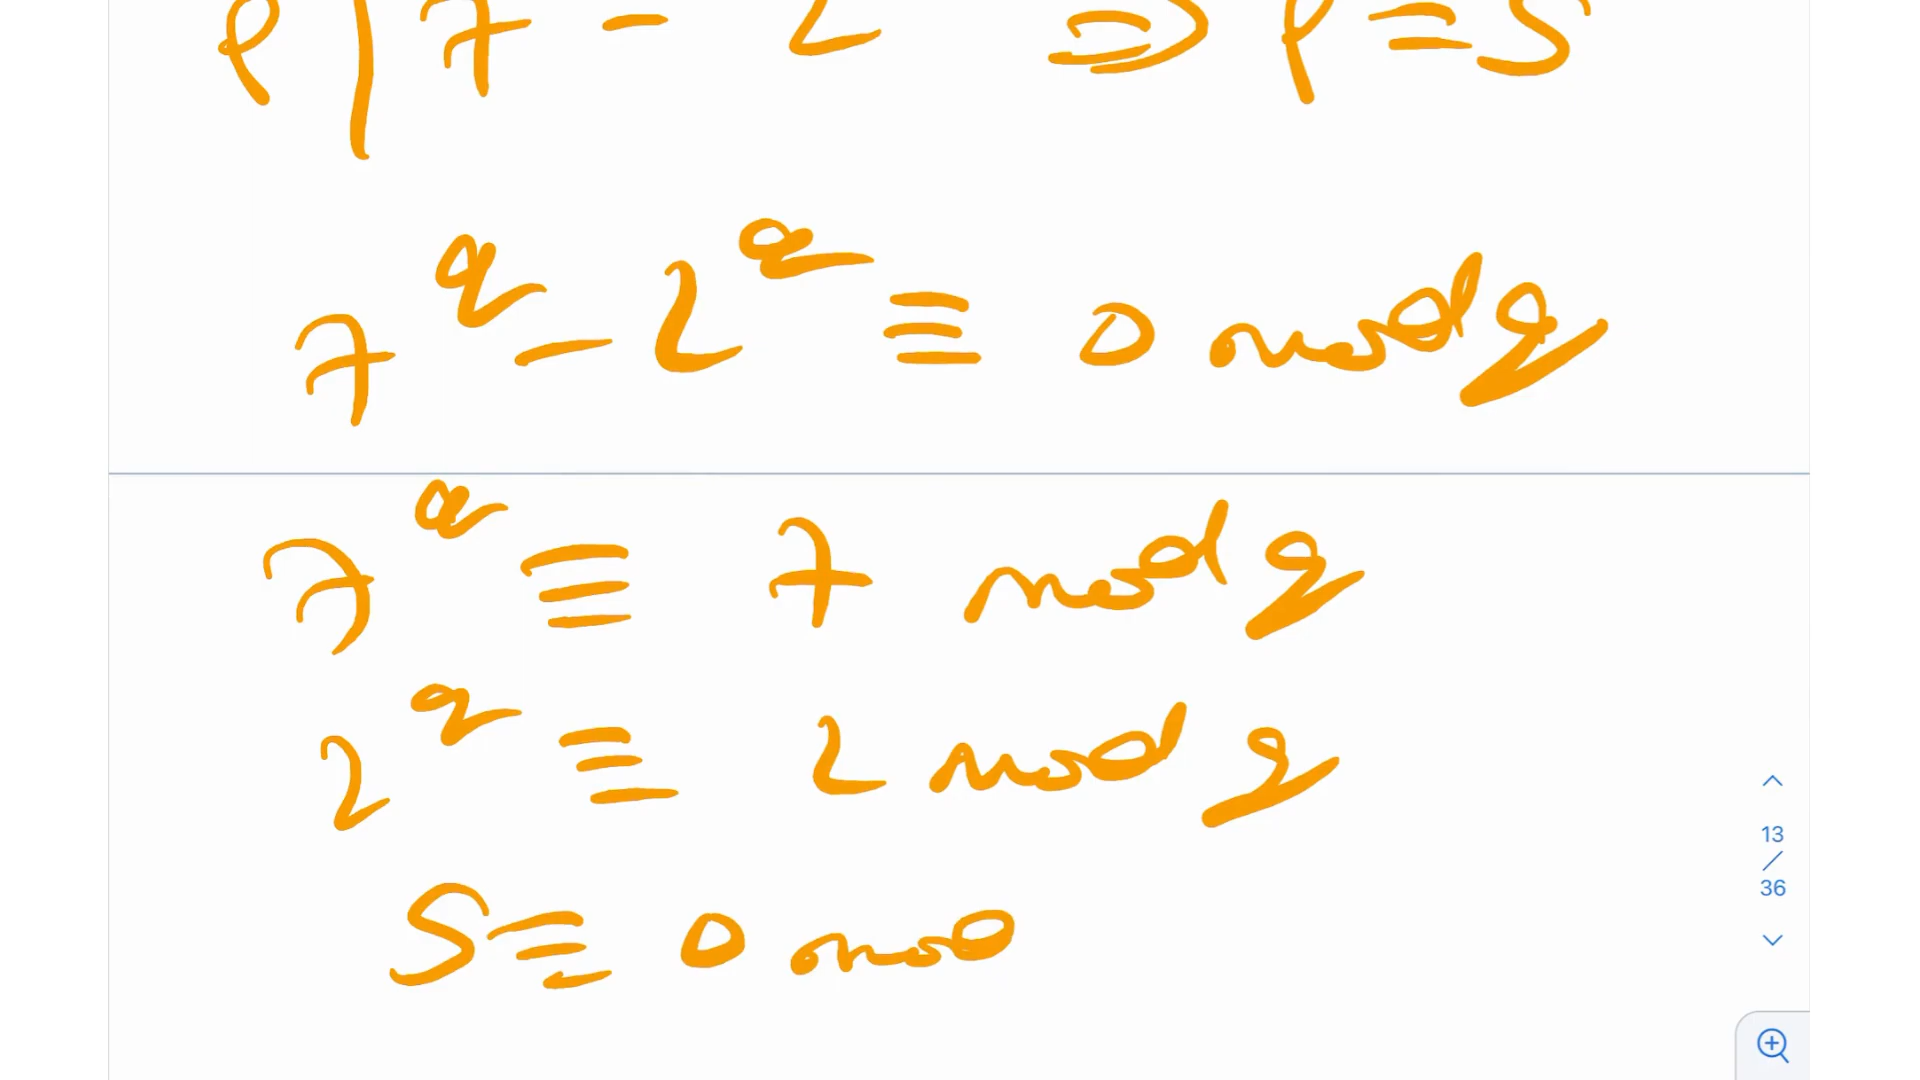 p | 7 - 2 ⇒ p = 5
7^q - 2^q ≡ 0 mod q
7^q ≡ 7 mod q
2^q ≡ 2 mod q
5 ≡ 0 mod
13
/
36